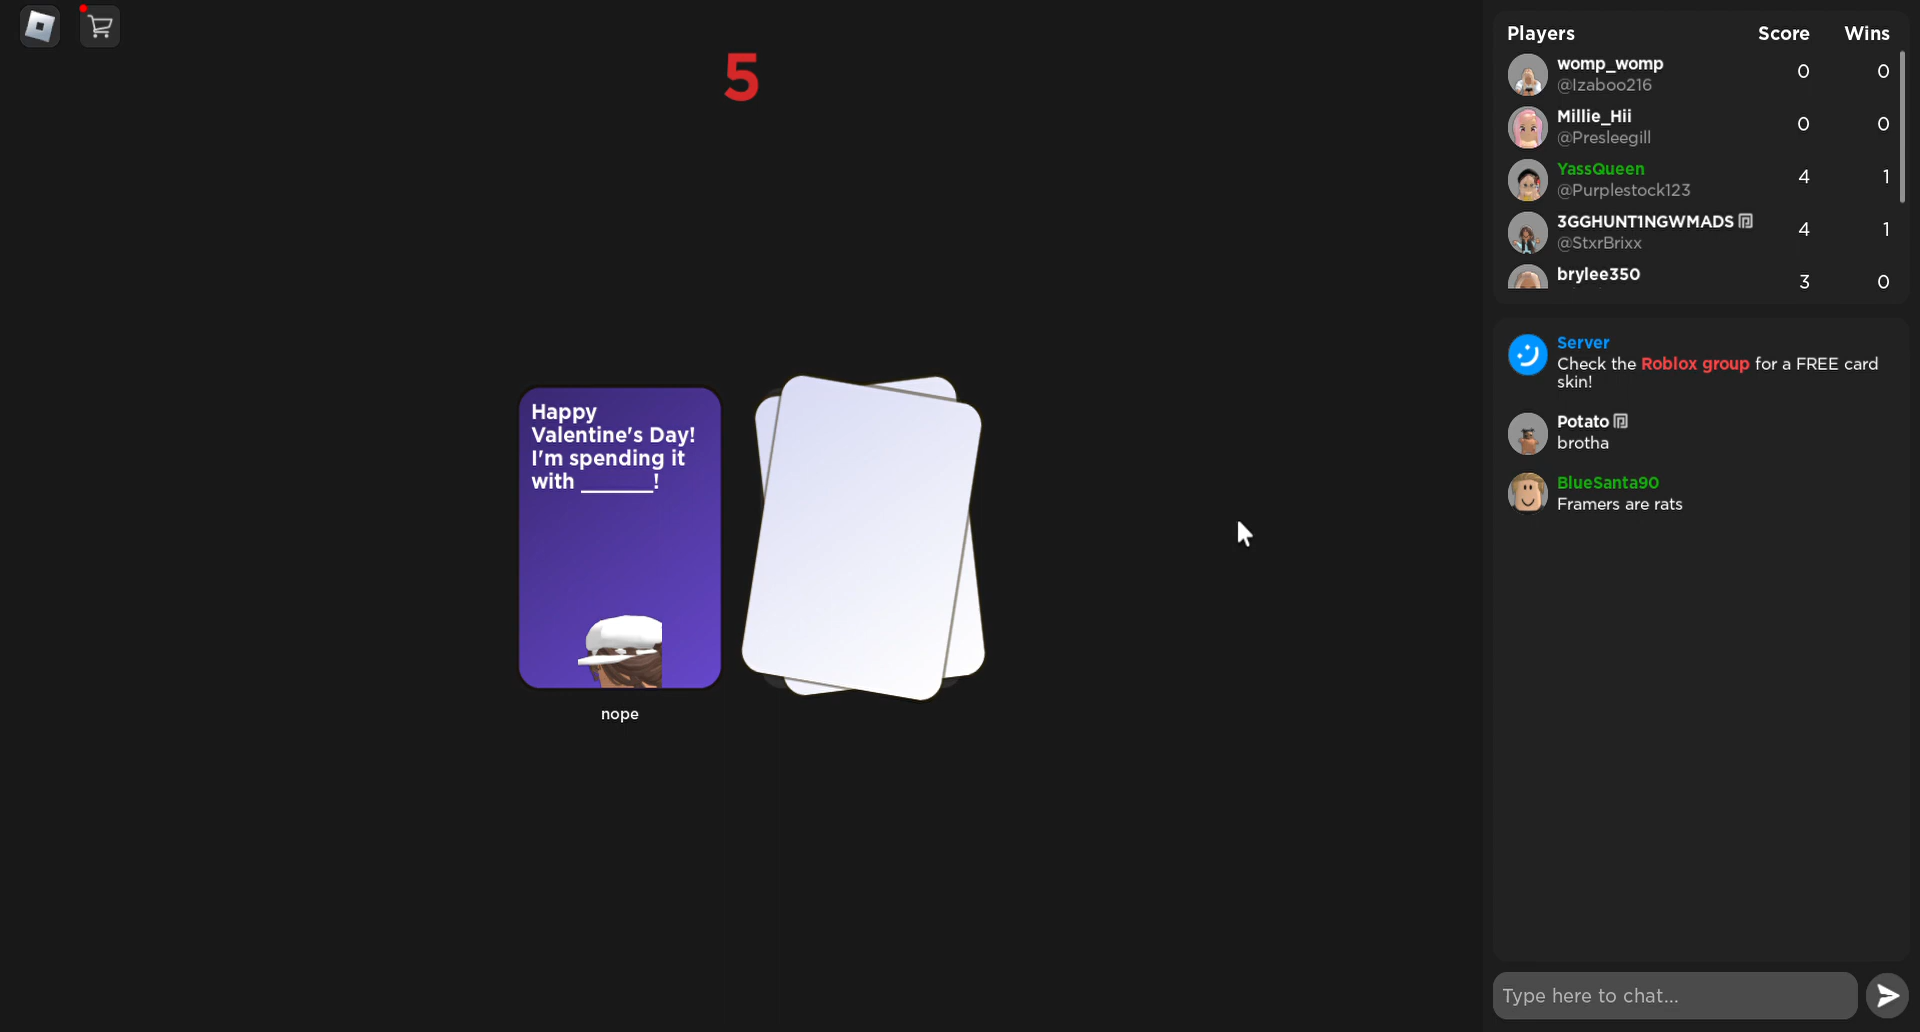 5
Players Score Wins
womp_womp 0 0
@Izaboo216
Millie_Hii 0 0
@Presleegill
YassQueen 4 1
@Purplestock123
3GGHUNT1NGWMADS 4 1
@StxrBrixx
brylee350 3 0
Happy
Valentine's Day!
I'm spending it
with ______!
nope
Server
Check the Roblox group for a FREE card
skin!
Potato
brotha
BlueSanta90
Framers are rats
Type here to chat...